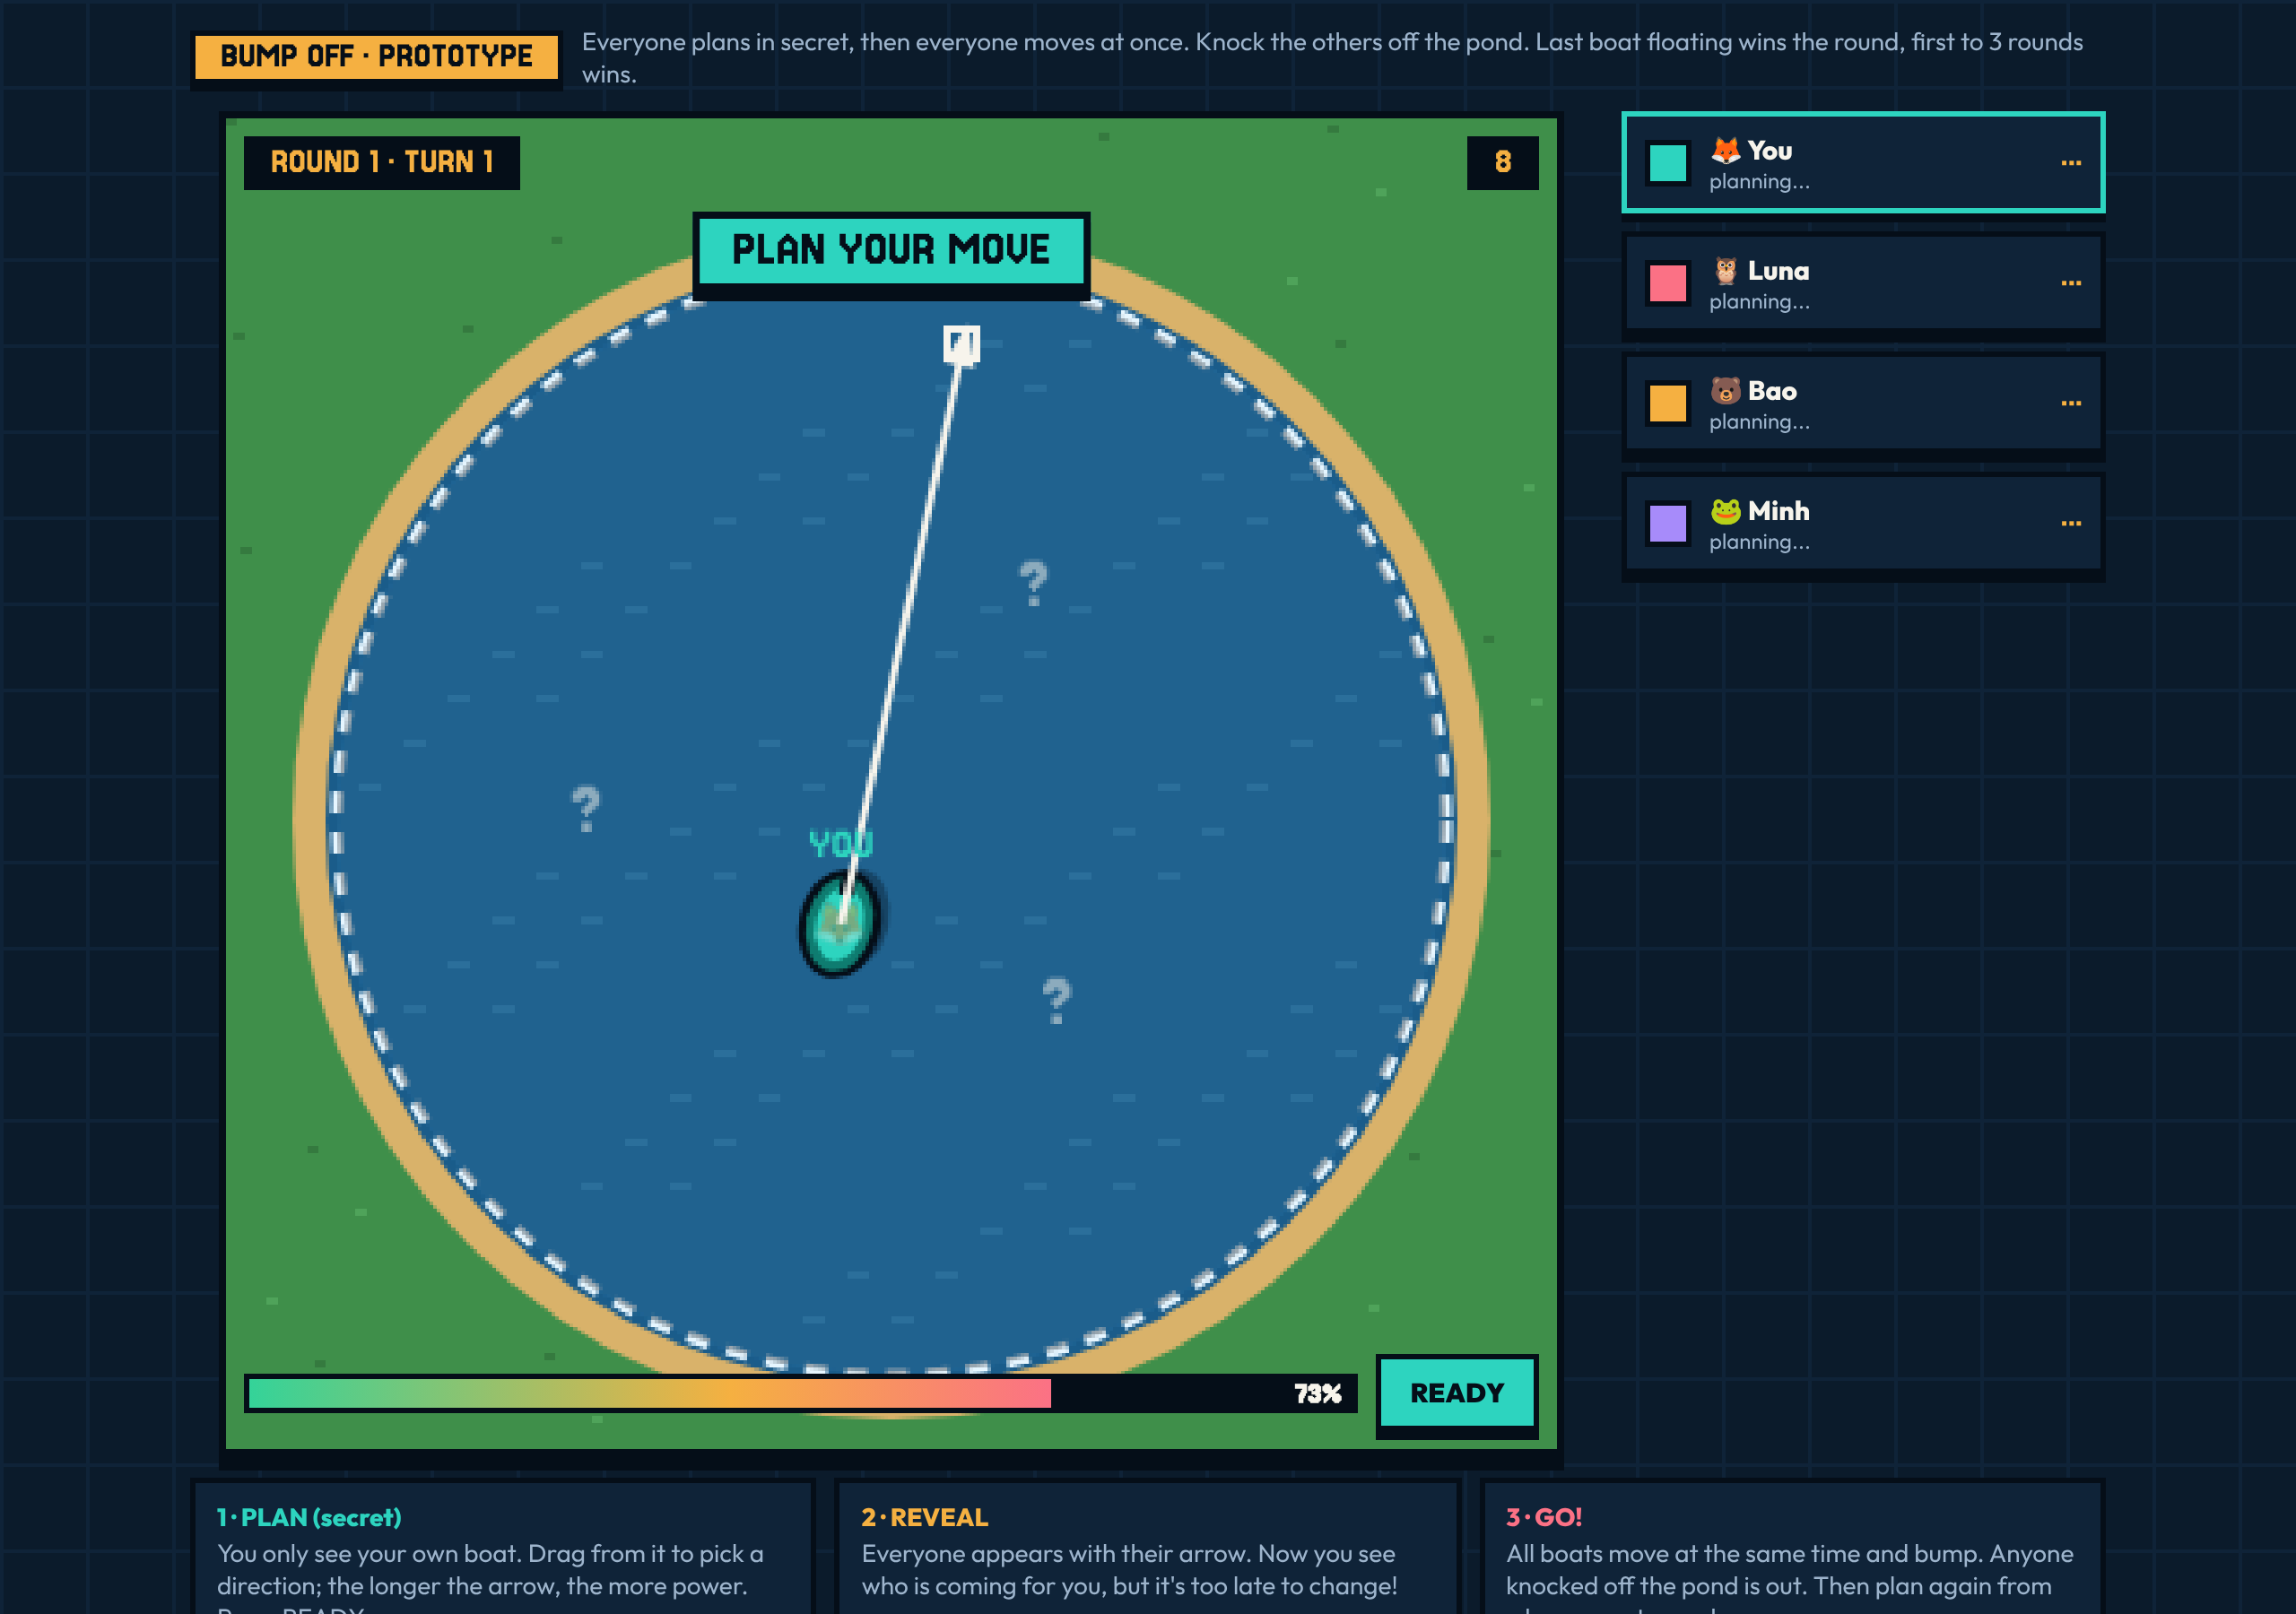 BUMP OFF · PROTOTYPE
Everyone plans in secret, then everyone moves at once. Knock the others off the pond. Last boat floating wins the round, first to 3 rounds
wins.
ROUND 1 · TURN 1
8
PLAN YOUR MOVE
?
?
YOU
?
73%
READY
You
planning...
...
Luna
planning...
...
Bao
planning...
...
Minh
planning...
...
1 · PLAN (secret)
You only see your own boat. Drag from it to pick a
direction; the longer the arrow, the more power.
2 · REVEAL
Everyone appears with their arrow. Now you see
who is coming for you, but it's too late to change!
3 · GO!
All boats move at the same time and bump. Anyone
knocked off the pond is out. Then plan again from